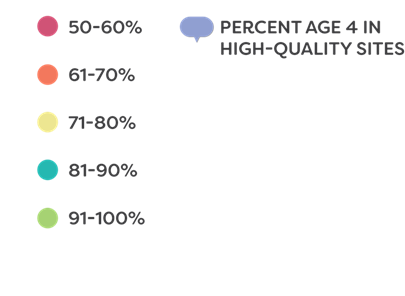 50-60%
PERCENT AGE 4 IN
HIGH-QUALITY SITES
61-70%
71-80%
81-90%
91-100%